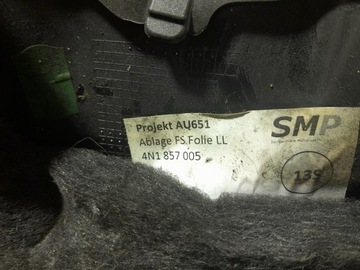 Projekt AU651
Ablage FS Folie LL
4N1 857 005
SMP
139